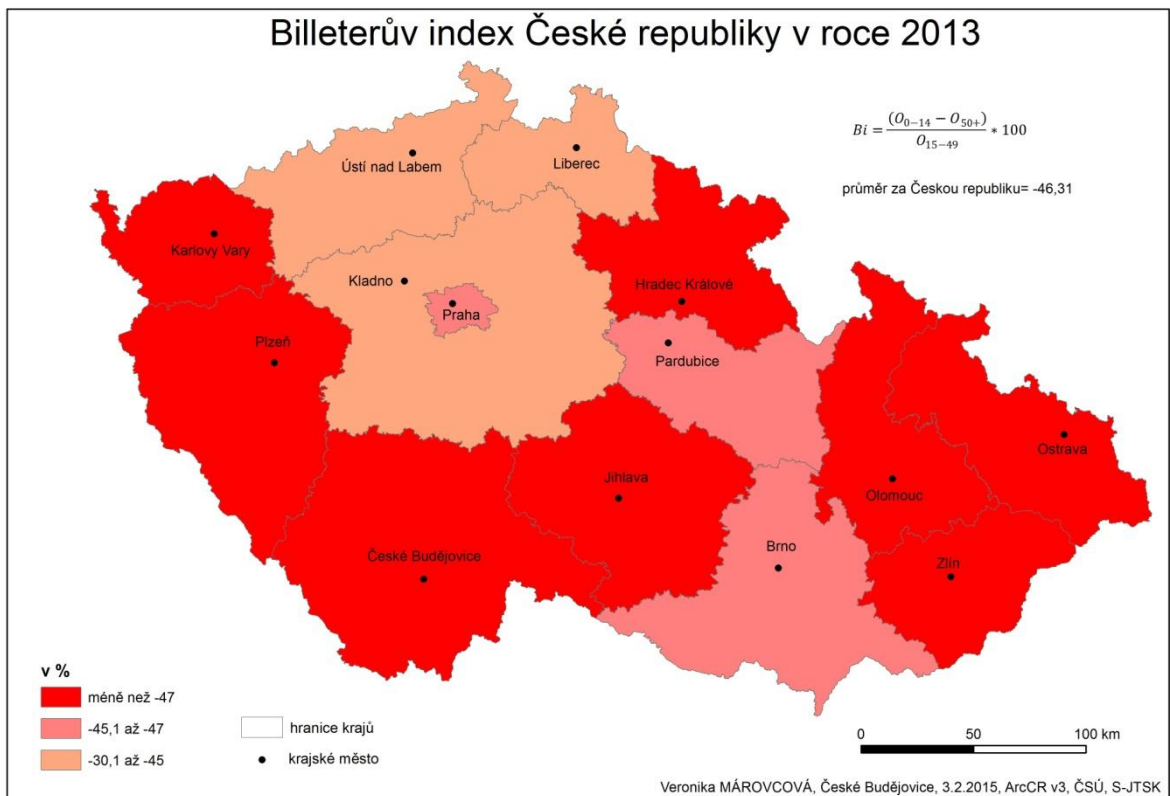 Billeterův index České republiky v roce 2013
Bi = (O0−14 − O50+) / O15−49 * 100
průměr za Českou republiku= -46,31
Ústí nad Labem
Liberec
Karlovy Vary
Kladno
Praha
Hradec Králové
Plzeň
Pardubice
Ostrava
Jihlava
Olomouc
Brno
České Budějovice
Zlín
v %
méně než -47
-45,1 až -47
-30,1 až -45
hranice krajů
krajské město
0 50 100 km
Veronika MÁROVCOVÁ, České Budějovice, 3.2.2015, ArcCR v3, ČSÚ, S-JTSK